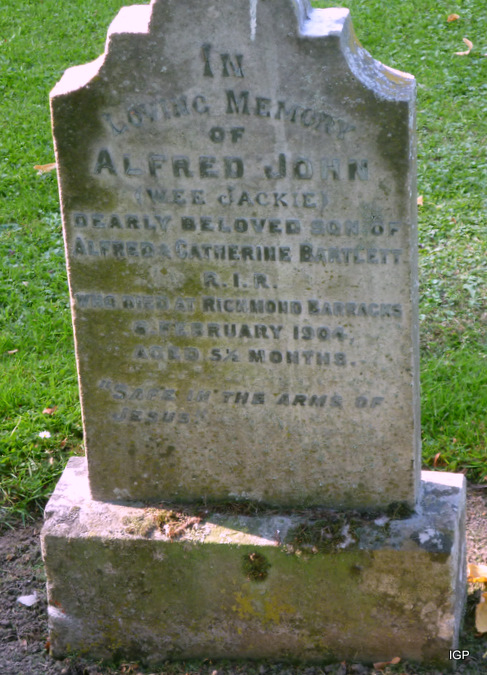 IN
LOVING MEMORY
OF
ALFRED JOHN
(WEE JACKIE)
DEARLY BELOVED SON OF
ALFRED & CATHERINE BARTLETT
R.I.R.
WHO DIED AT RICHMOND BARRACKS
FEBRUARY 1904.
AGED 5½ MONTHS.
"SAFE IN THE ARMS OF
JESUS"
IGP